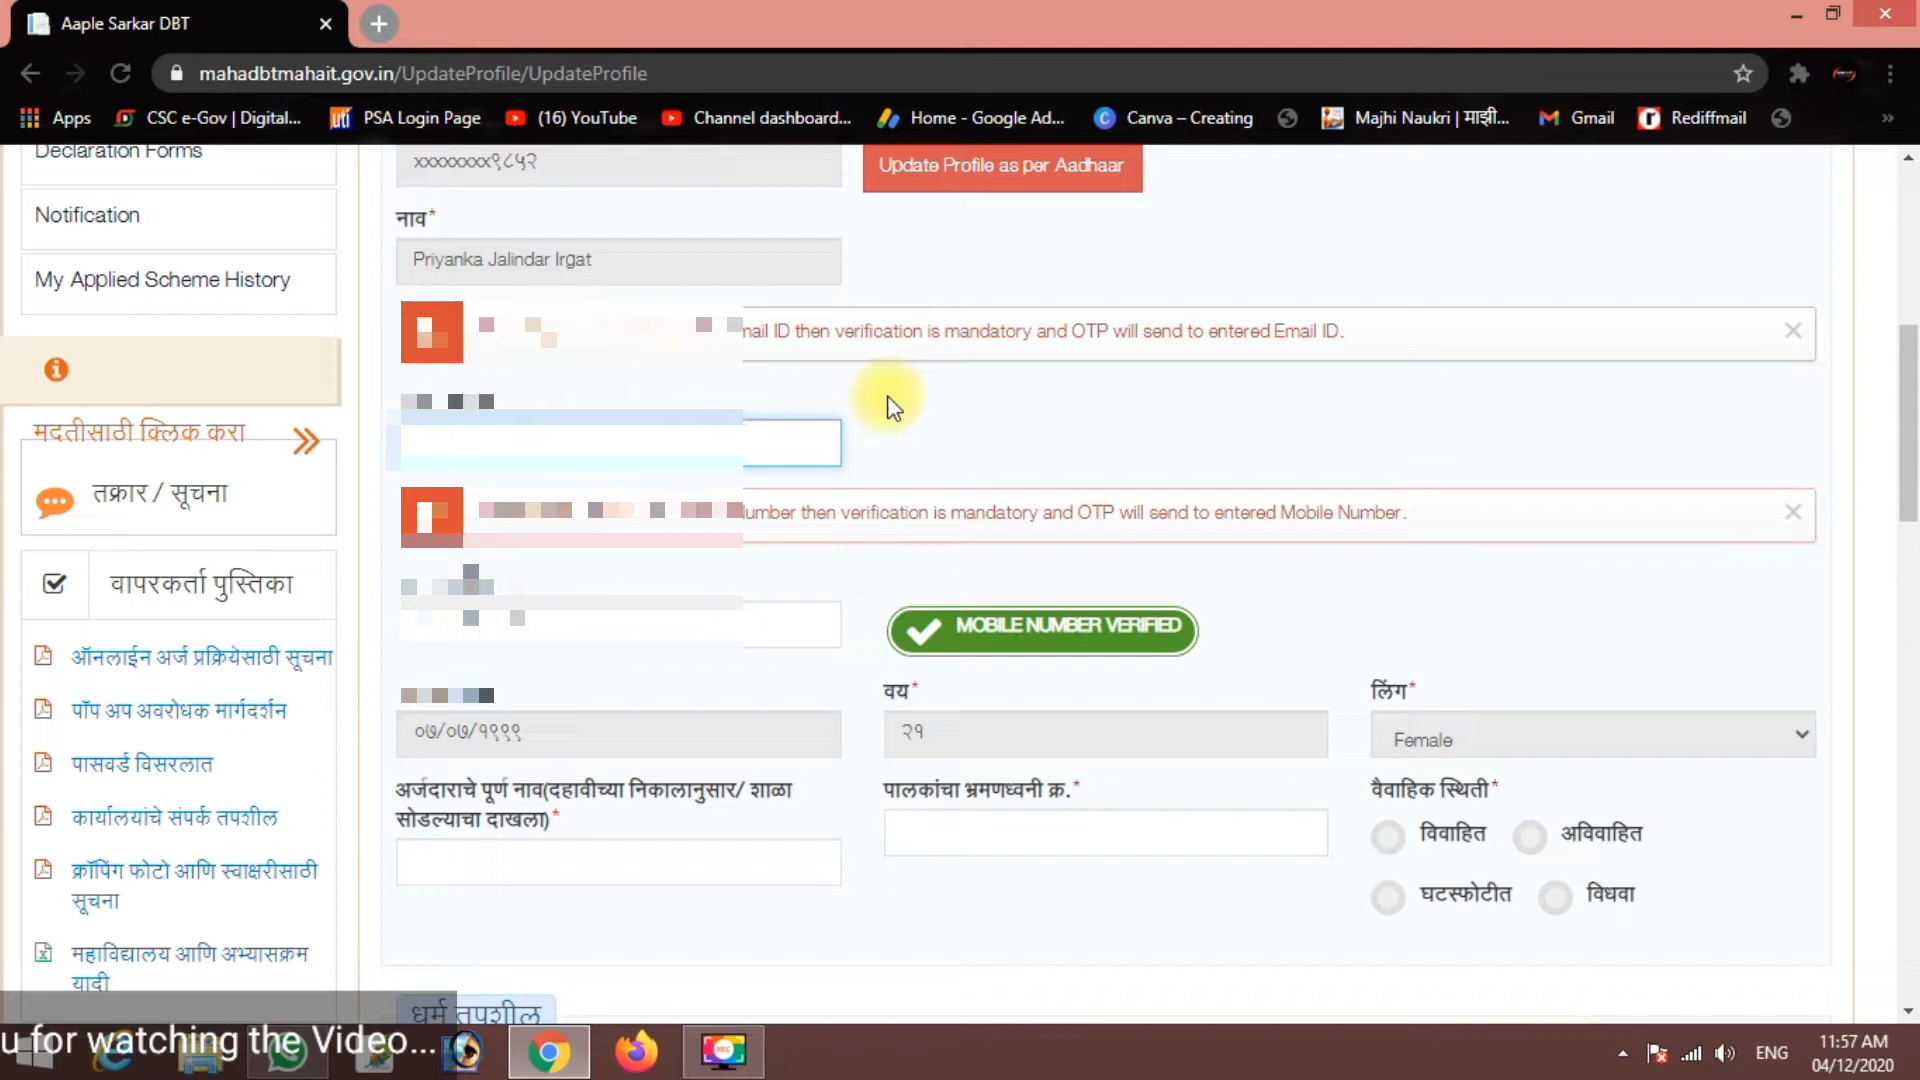 Aaple Sarkar DBT
mahadbtmahait.gov.in/UpdateProfile/UpdateProfile
Apps
CSC e-Gov | Digital...
PSA Login Page
(16) YouTube
Channel dashboard...
Home - Google Ad...
Canva – Creating
Majhi Naukri | माझी...
Gmail
Rediffmail
»
Declaration Forms
Notification
My Applied Scheme History
मदतीसाठी क्लिक करा
तक्रार / सूचना
वापरकर्ता पुस्तिका
ऑनलाईन अर्ज प्रक्रियेसाठी सूचना
पॉप अप अवरोधक मार्गदर्शन
पासवर्ड विसरलात
कार्यालयांचे संपर्क तपशील
क्रॉपिंग फोटो आणि स्वाक्षरीसाठी
सूचना
महाविद्यालय आणि अभ्यासक्रम
यादी
xxxxxxxx९८५२
Update Profile as per Aadhaar
नाव*
Priyanka Jalindar Irgat
ID then verification is mandatory and OTP will send to entered Email ID.
then verification is mandatory and OTP will send to entered Mobile Number.
MOBILE NUMBER VERIFIED
वय*
लिंग*
०७/०७/१९९९
२१
Female
अर्जदाराचे पूर्ण नाव(दहावीच्या निकालानुसार/ शाळा
सोडल्याचा दाखला)*
पालकांचा भ्रमणध्वनी क्र.*
वैवाहिक स्थिती*
विवाहित
अविवाहित
घटस्फोटीत
विधवा
धर्म तपशील
u for watching the Video...
ENG
11:57 AM
04/12/2020